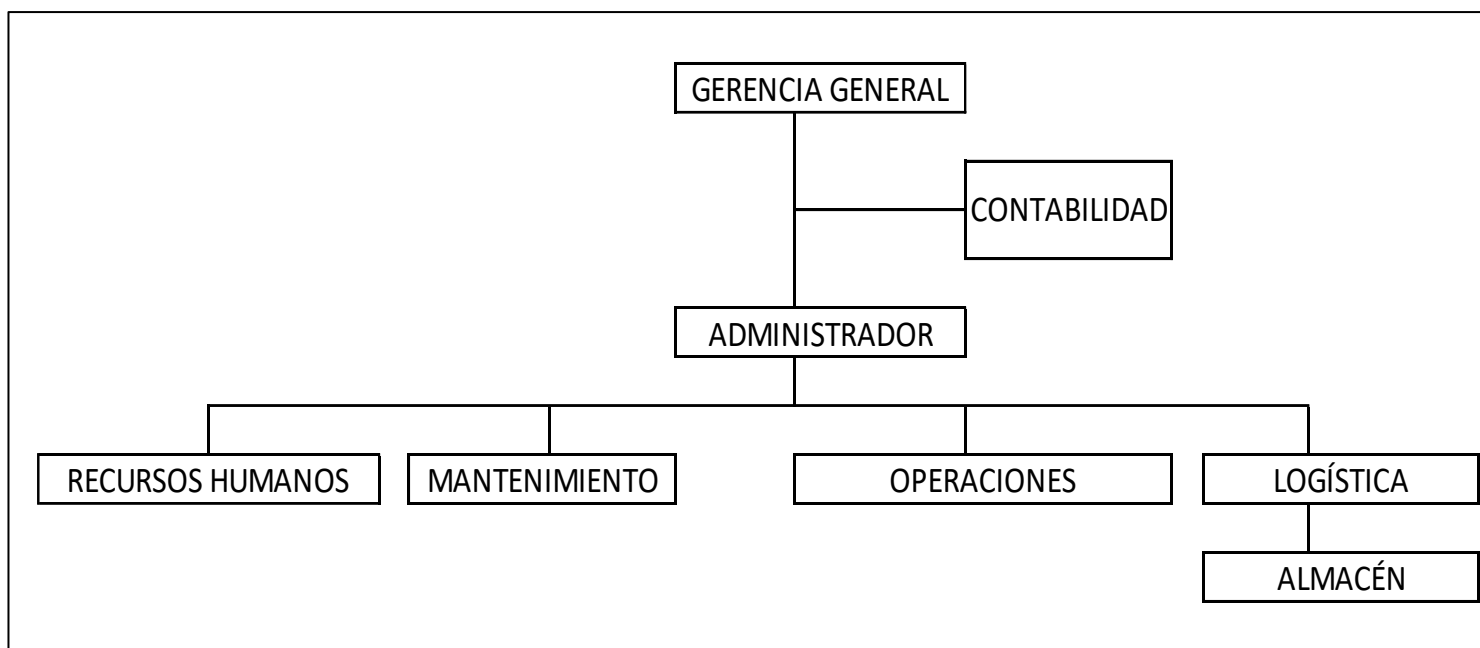 GERENCIA GENERAL
CONTABILIDAD
ADMINISTRADOR
RECURSOS HUMANOS
MANTENIMIENTO
OPERACIONES
LOGÍSTICA
ALMACÉN